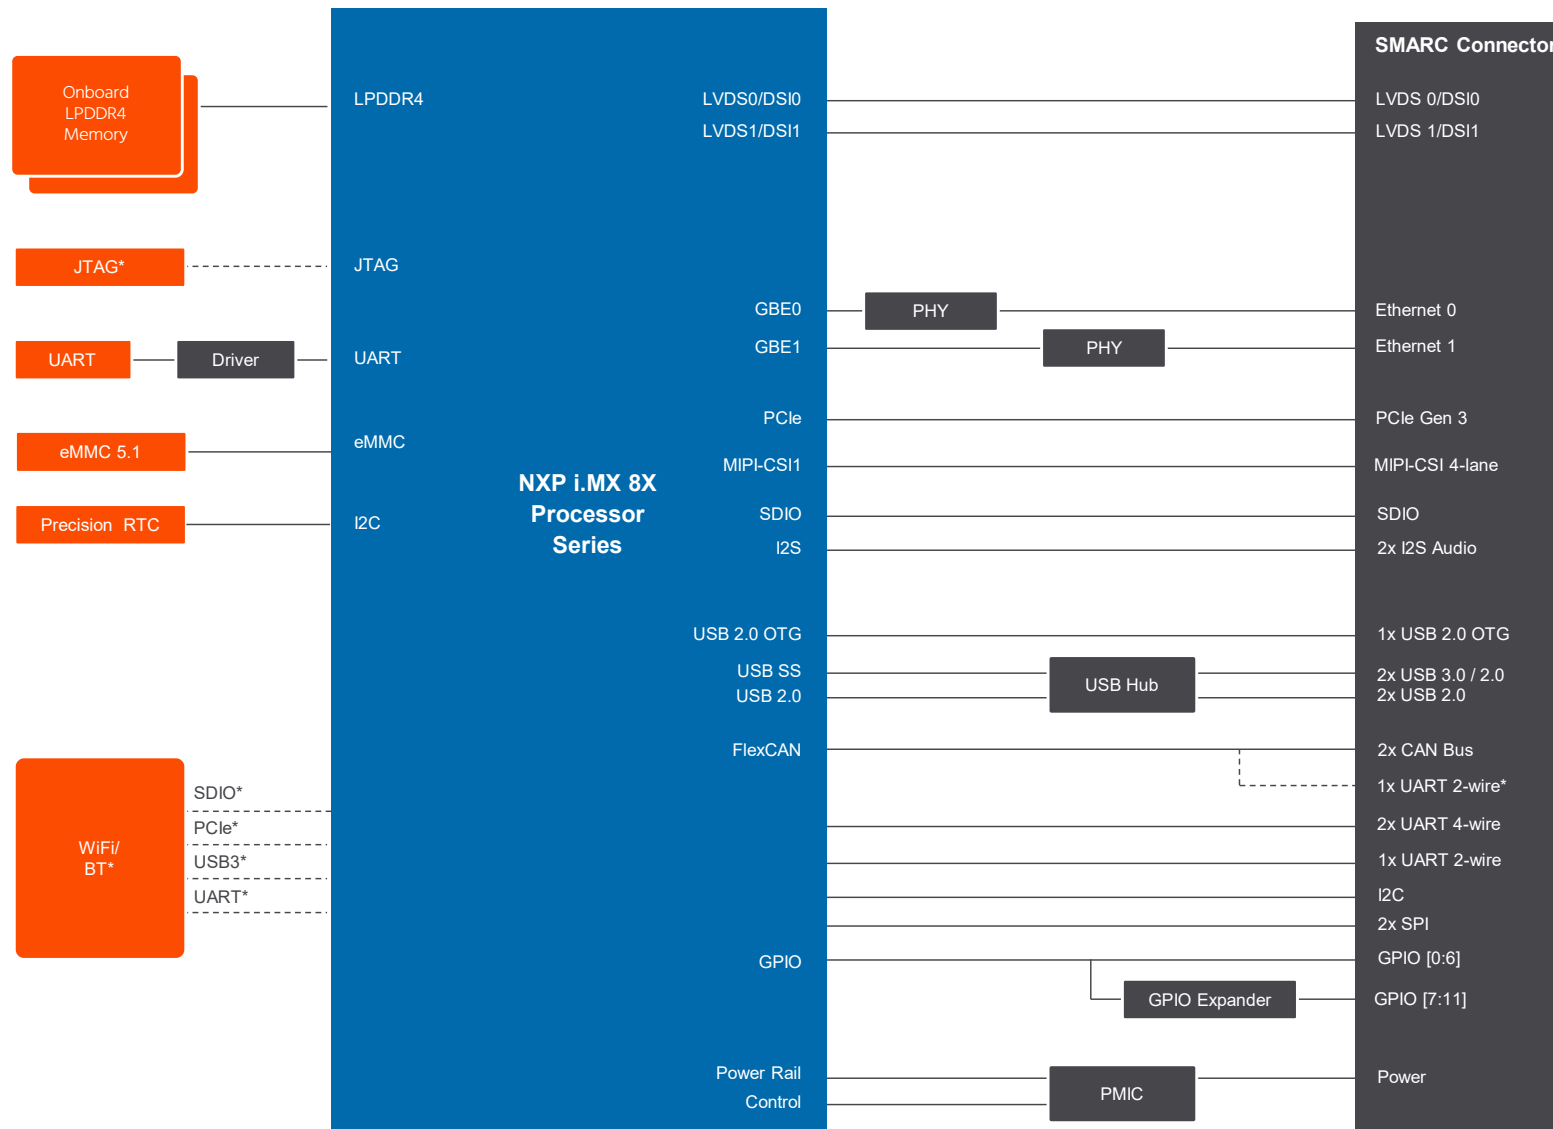 Onboard
LPDDR4
Memory
JTAG*
UART
Driver
eMMC 5.1
Precision RTC
WiFi/
BT*
SDIO*
PCIe*
USB3*
UART*
LPDDR4
JTAG
UART
eMMC
I2C
NXP i.MX 8X
Processor
Series
LVDS0/DSI0
LVDS1/DSI1
GBE0
GBE1
PCIe
MIPI-CSI1
SDIO
I2S
USB 2.0 OTG
USB SS
USB 2.0
FlexCAN
GPIO
Power Rail
Control
PHY
PHY
USB Hub
GPIO Expander
PMIC
SMARC Connector
LVDS 0/DSI0
LVDS 1/DSI1
Ethernet 0
Ethernet 1
PCIe Gen 3
MIPI-CSI 4-lane
SDIO
2x I2S Audio
1x USB 2.0 OTG
2x USB 3.0 / 2.0
2x USB 2.0
2x CAN Bus
1x UART 2-wire*
2x UART 4-wire
1x UART 2-wire
I2C
2x SPI
GPIO [0:6]
GPIO [7:11]
Power